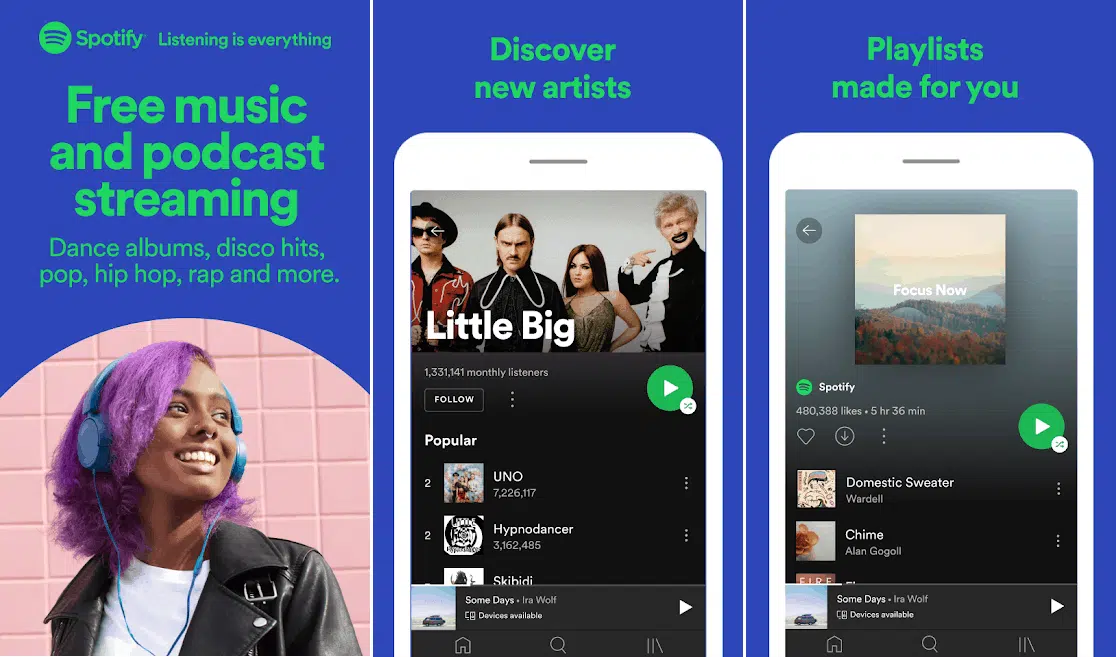 Spotify Listening is everything
Free music
and podcast
streaming
Dance albums, disco hits,
pop, hip hop, rap and more.
Discover
new artists
Little Big
1,331,141 monthly listeners
FOLLOW
Popular
2
UNO
7,226,117
2
Hypnodancer
3,162,485
Skibidi
Some Days • Ira Wolf
Devices available
Playlists
made for you
Focus Now
Spotify
480,388 likes • 5 hr 36 min
Domestic Sweater
Wardell
Chime
Alan Gogoll
FIRE
Some Days • Ira Wolf
Devices available